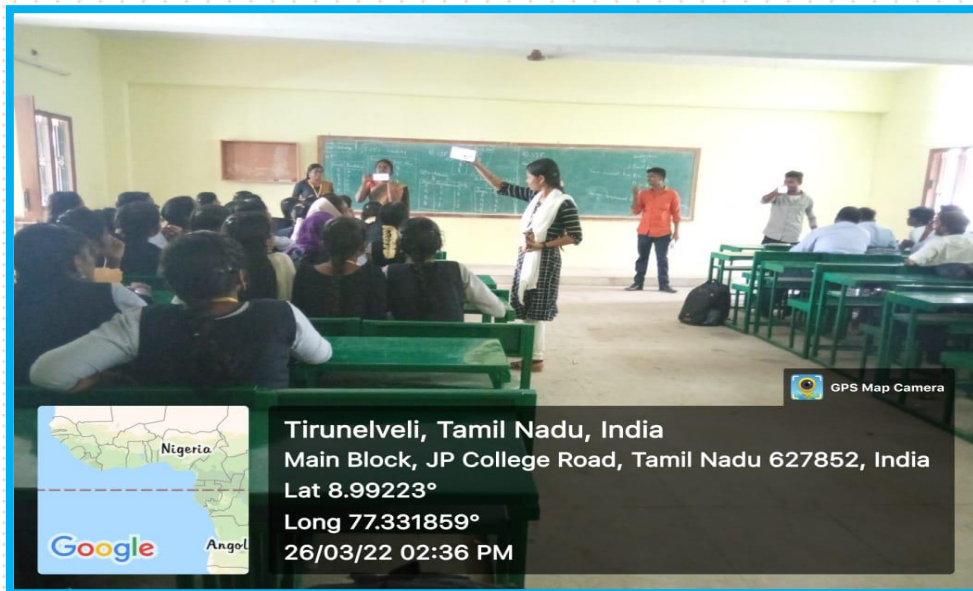 GPS Map Camera
Nigeria
Google
Angol
Tirunelveli, Tamil Nadu, India
Main Block, JP College Road, Tamil Nadu 627852, India
Lat 8.99223°
Long 77.331859°
26/03/22 02:36 PM